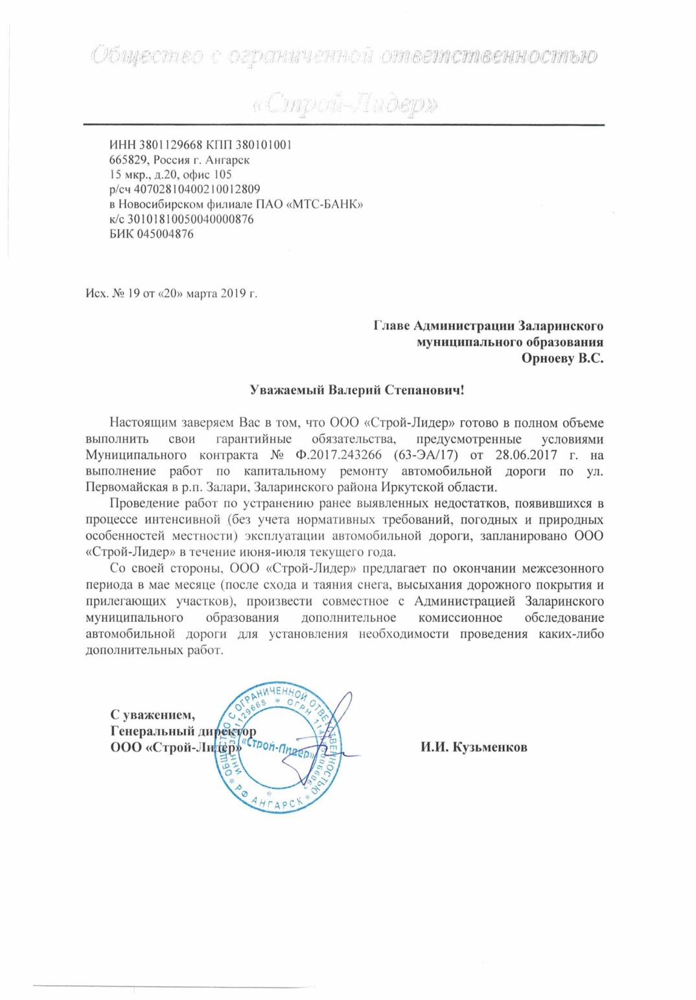 Общество с ограниченной ответственностью
«Строй-Лидер»
ИНН 3801129668 КПП 380101001
665829, Россия г. Ангарск
15 мкр., д.20, офис 105
р/сч 40702810400210012809
в Новосибирском филиале ПАО «МТС-БАНК»
к/с 30101810050040000876
БИК 045004876
Исх. № 19 от «20» марта 2019 г.
Главе Администрации Заларинского
муниципального образования
Орноеву В.С.
Уважаемый Валерий Степанович!
Настоящим заверяем Вас в том, что ООО «Строй-Лидер» готово в полном объеме
выполнить свои гарантийные обязательства, предусмотренные условиями
Муниципального контракта № Ф.2017.243266 (63-ЭА/17) от 28.06.2017 г. на
выполнение работ по капитальному ремонту автомобильной дороги по ул.
Первомайская в р.п. Залари, Заларинского района Иркутской области.
Проведение работ по устранению ранее выявленных недостатков, появившихся в
процессе интенсивной (без учета нормативных требований, погодных и природных
особенностей местности) эксплуатации автомобильной дороги, запланировано ООО
«Строй-Лидер» в течение июня-июля текущего года.
Со своей стороны, ООО «Строй-Лидер» предлагает по окончании межсезонного
периода в мае месяце (после схода и таяния снега, высыхания дорожного покрытия и
прилегающих участков), произвести совместное с Администрацией Заларинского
муниципального образования дополнительное комиссионное обследование
автомобильной дороги для установления необходимости проведения каких-либо
дополнительных работ.
С уважением,
Генеральный директор
ООО «Строй-Лидер»
И.И. Кузьменков
ОБЩЕСТВО С ОГРАНИЧЕННОЙ ОТВЕТСТВЕННОСТЬЮ
* РФ АНГАРСК *
ИНН 3801129668 * ОГРН
«Строй-Лидер»